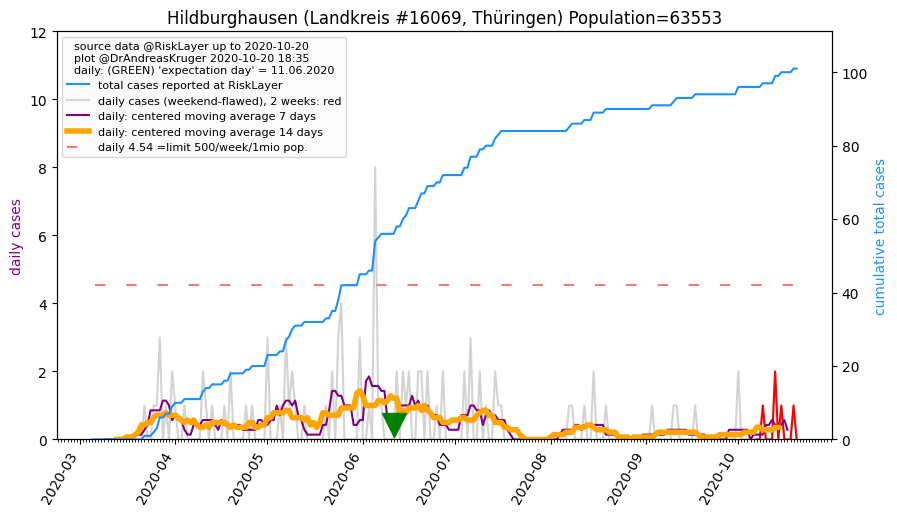 Hildburghausen (Landkreis #16069, Thüringen) Population=63553
source data @RiskLayer up to 2020-10-20
plot @DrAndreasKruger 2020-10-20 18:35
daily: (GREEN) 'expectation day' = 11.06.2020
total cases reported at RiskLayer
daily cases (weekend-flawed), 2 weeks: red
daily: centered moving average 7 days
daily: centered moving average 14 days
daily 4.54 =limit 500/week/1mio pop.
daily cases
12
10
8
6
4
2
0
cumulative total cases
100
80
60
40
20
0
2020-03
2020-04
2020-05
2020-06
2020-07
2020-08
2020-09
2020-10